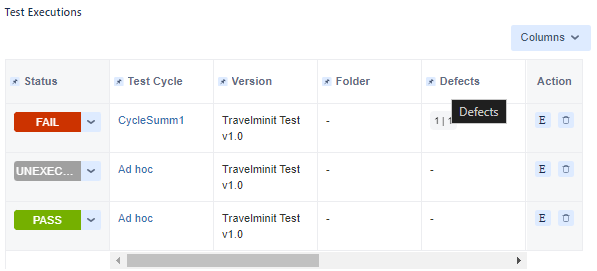 Test Executions
Columns
Status Test Cycle Version Folder Defects Action
FAIL CycleSumm1 Travelminit Test v1.0 - 1 | 1 E
Defects
UNEXEC... Ad hoc Travelminit Test v1.0 - - E
PASS Ad hoc Travelminit Test v1.0 - - E